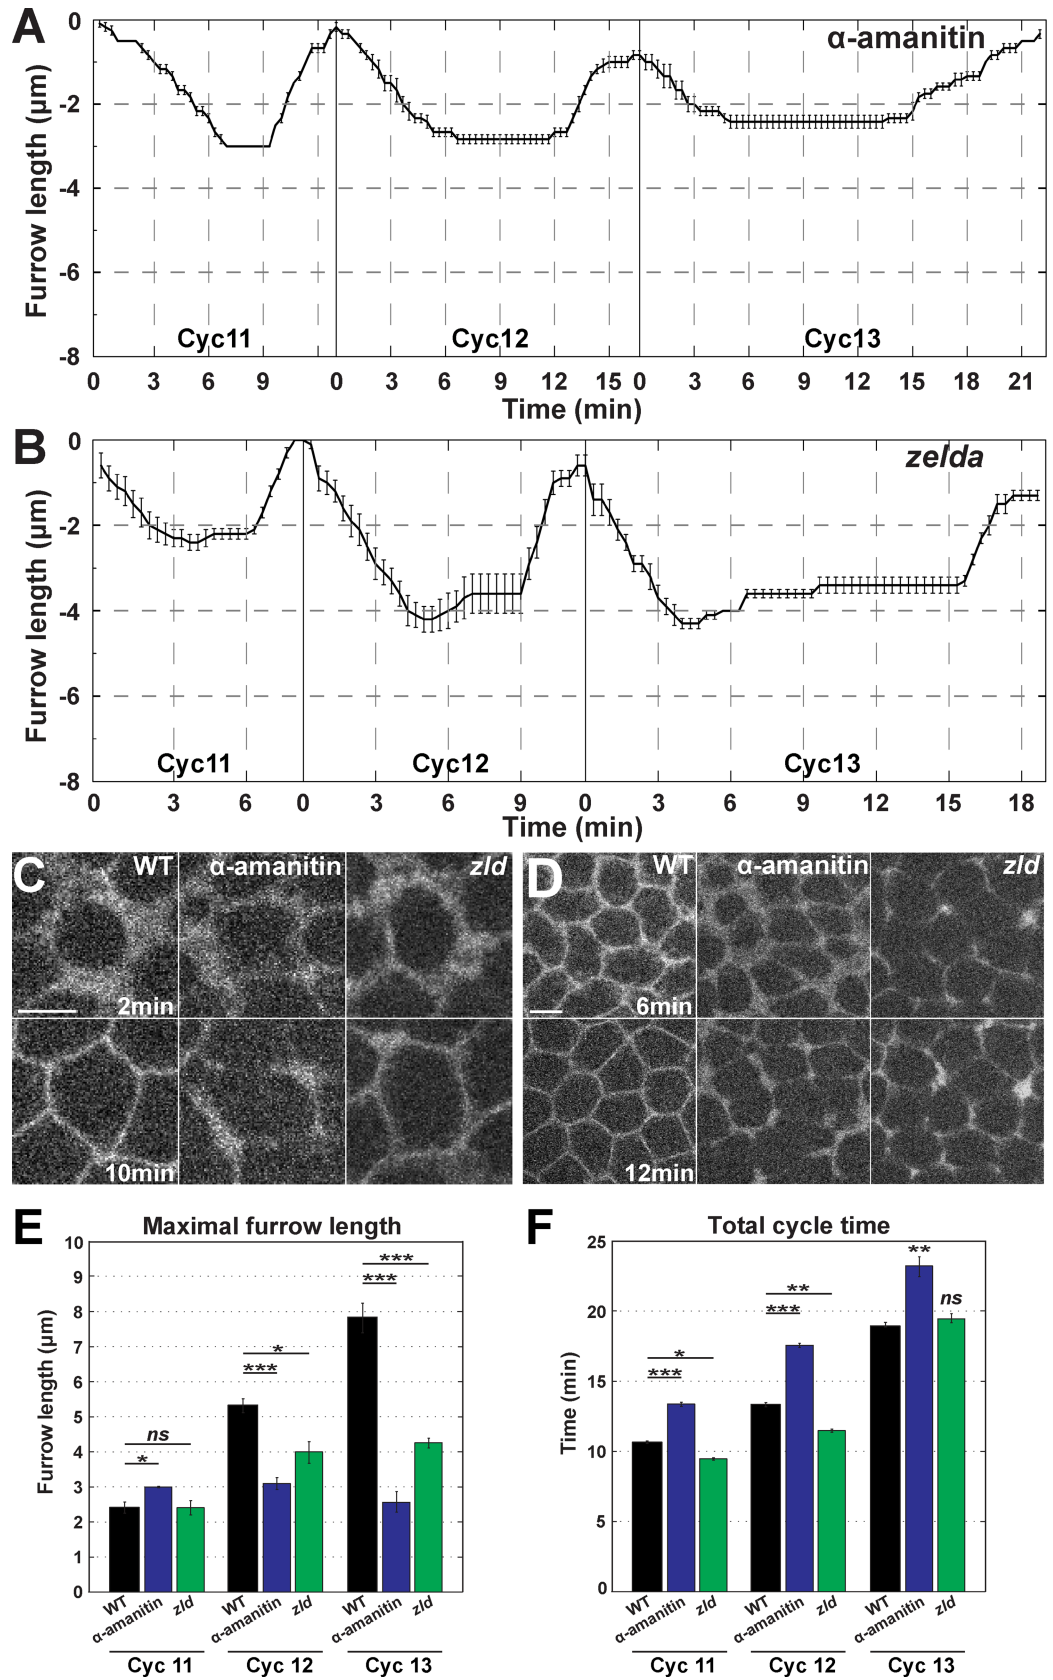 A
α-amanitin
Furrow length (μm)
0
-2
-4
-6
-8
Cyc11
Cyc12
Cyc13
0 3 6 9 0 3 6 9 12 15 0 3 6 9 12 15 18 21
Time (min)
B
zelda
Furrow length (μm)
0
-2
-4
-6
-8
Cyc11
Cyc12
Cyc13
0 3 6 0 3 6 9 0 3 6 9 12 15 18
Time (min)
C
WT
α-amanitin
zld
2min
10min
D
WT
α-amanitin
zld
6min
12min
E
Maximal furrow length
Furrow length (μm)
10
9
8
7
6
5
4
3
2
1
0
ns
*
*
***
***
***
WT α-amanitin zld WT α-amanitin zld WT α-amanitin zld
Cyc 11 Cyc 12 Cyc 13
F
Total cycle time
Time (min)
25
20
15
10
5
0
*
***
**
***
**
ns
WT α-amanitin zld WT α-amanitin zld WT α-amanitin zld
Cyc 11 Cyc 12 Cyc 13